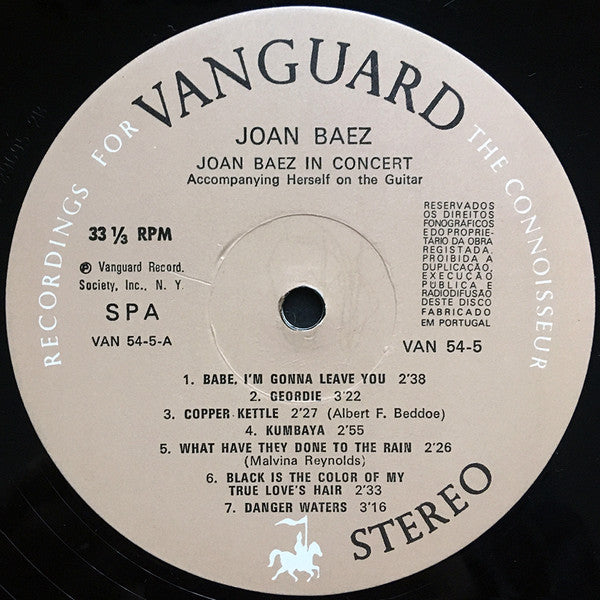 RECORDINGS FOR VANGUARD THE CONNOISSEUR
JOAN BAEZ
JOAN BAEZ IN CONCERT
Accompanying Herself on the Guitar
33 ⅓ RPM
℗ Vanguard Record.
Society, Inc., N. Y.
SPA
VAN 54-5-A
RESERVADOS
OS DIREITOS
FONOGRÁFICOS
E DO PROPRIE-
TÁRIO DA OBRA
REGISTADA.
PROIBIDA A
DUPLICAÇÃO,
EXECUÇÃO
PÚBLICA E
RADIODIFUSÃO
DESTE DISCO
FABRICADO
EM PORTUGAL
VAN 54-5
1. BABE, I'M GONNA LEAVE YOU 2'38
2. GEORDIE 3'22
3. COPPER KETTLE 2'27 (Albert F. Beddoe)
4. KUMBAYA 2'55
5. WHAT HAVE THEY DONE TO THE RAIN 2'26
(Malvina Reynolds)
6. BLACK IS THE COLOR OF MY
TRUE LOVE'S HAIR 2'33
7. DANGER WATERS 3'16
STEREO